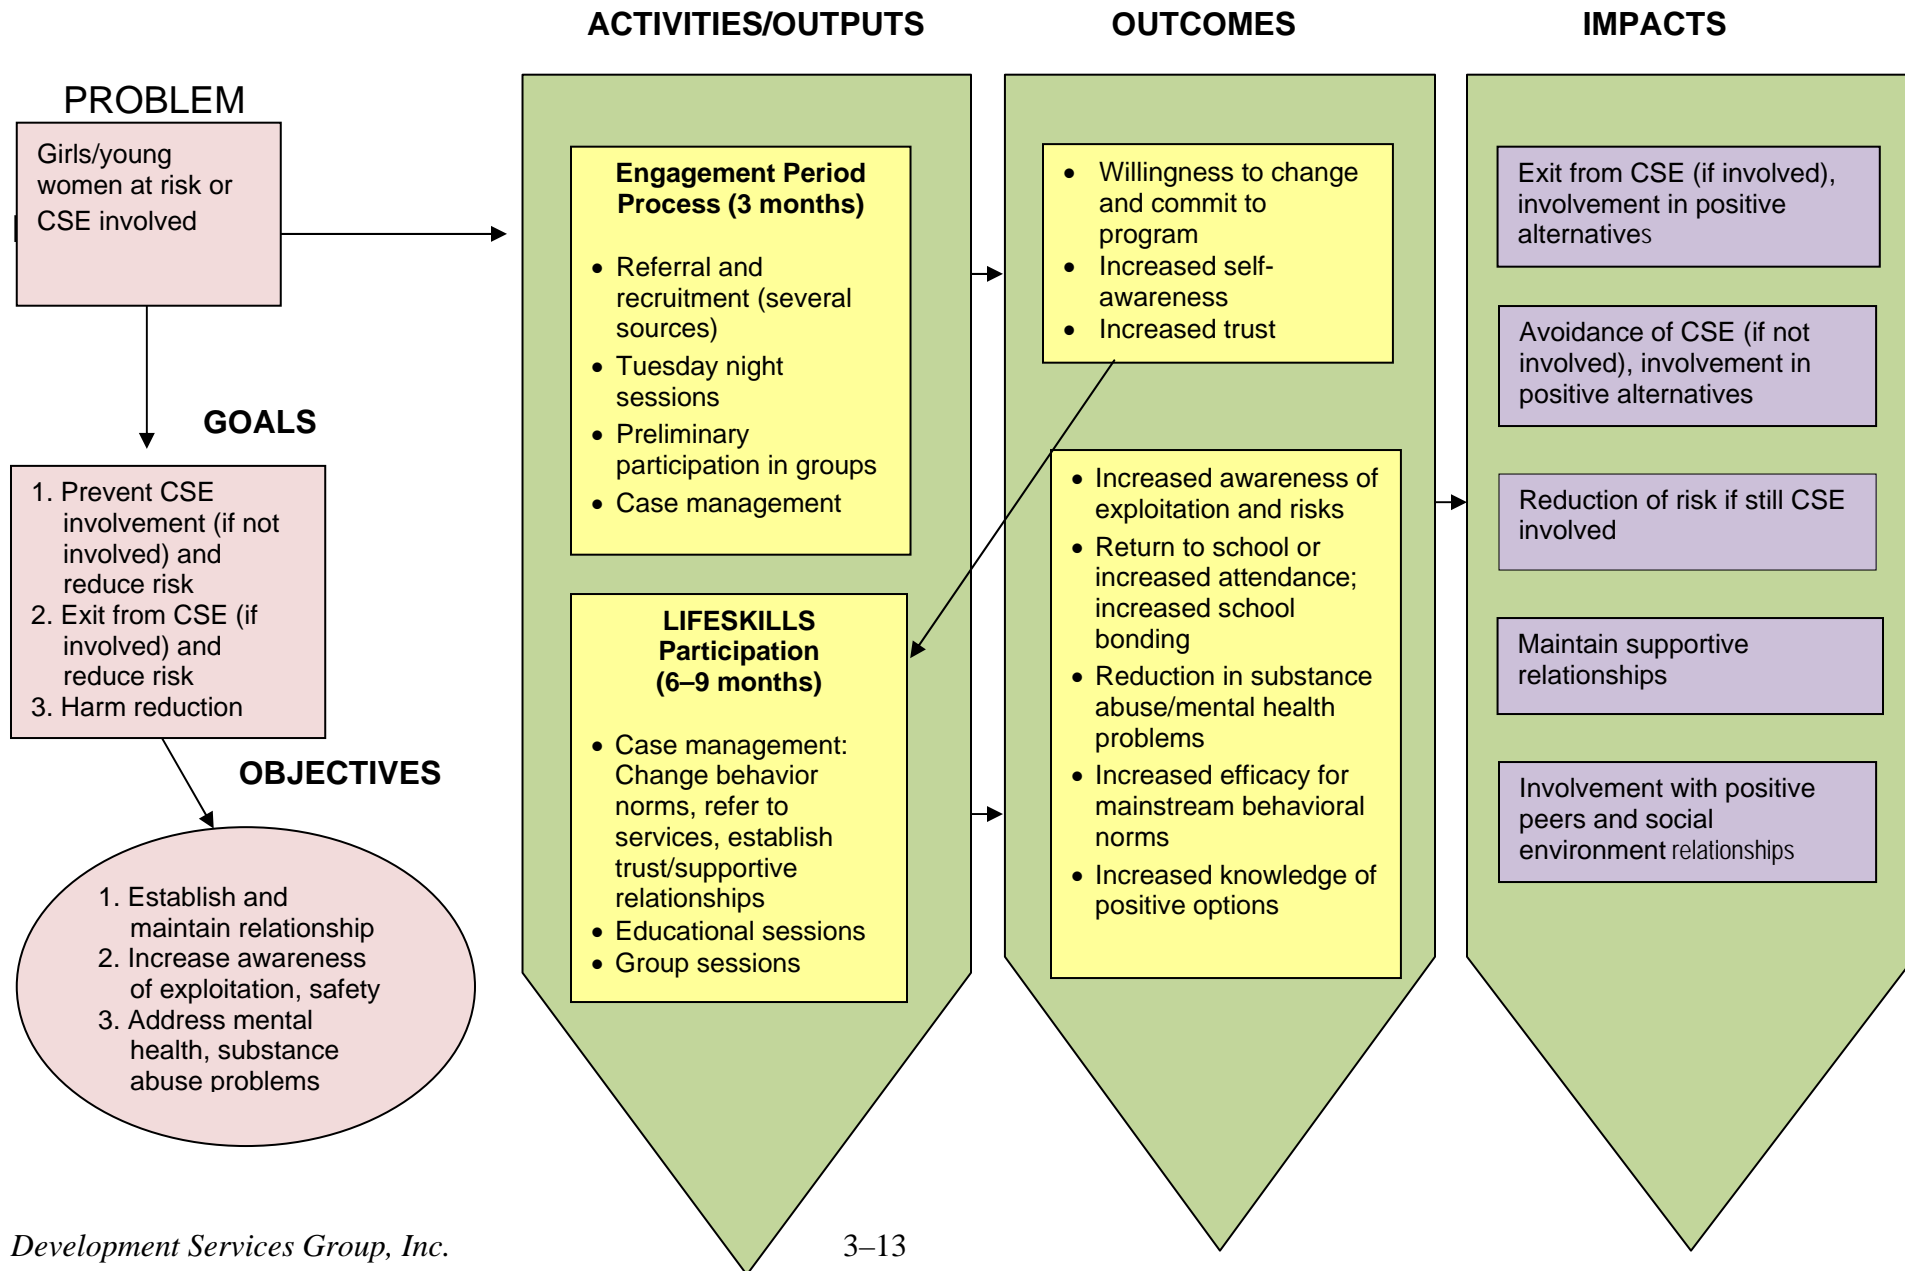 ACTIVITIES/OUTPUTS
OUTCOMES
IMPACTS
PROBLEM
Girls/young
women at risk or
CSE involved
GOALS
1. Prevent CSE
involvement (if not
involved) and
reduce risk
2. Exit from CSE (if
involved) and
reduce risk
3. Harm reduction
OBJECTIVES
1. Establish and
maintain relationship
2. Increase awareness
of exploitation, safety
3. Address mental
health, substance
abuse problems
Engagement Period
Process (3 months)
• Referral and
recruitment (several
sources)
• Tuesday night
sessions
• Preliminary
participation in groups
• Case management
LIFESKILLS
Participation
(6–9 months)
• Case management:
Change behavior
norms, refer to
services, establish
trust/supportive
relationships
• Educational sessions
• Group sessions
• Willingness to change
and commit to
program
• Increased self-
awareness
• Increased trust
• Increased awareness of
exploitation and risks
• Return to school or
increased attendance;
increased school
bonding
• Reduction in substance
abuse/mental health
problems
• Increased efficacy for
mainstream behavioral
norms
• Increased knowledge of
positive options
Exit from CSE (if involved),
involvement in positive
alternatives
Avoidance of CSE (if not
involved), involvement in
positive alternatives
Reduction of risk if still CSE
involved
Maintain supportive
relationships
Involvement with positive
peers and social
environment relationships
Development Services Group, Inc.
3–13